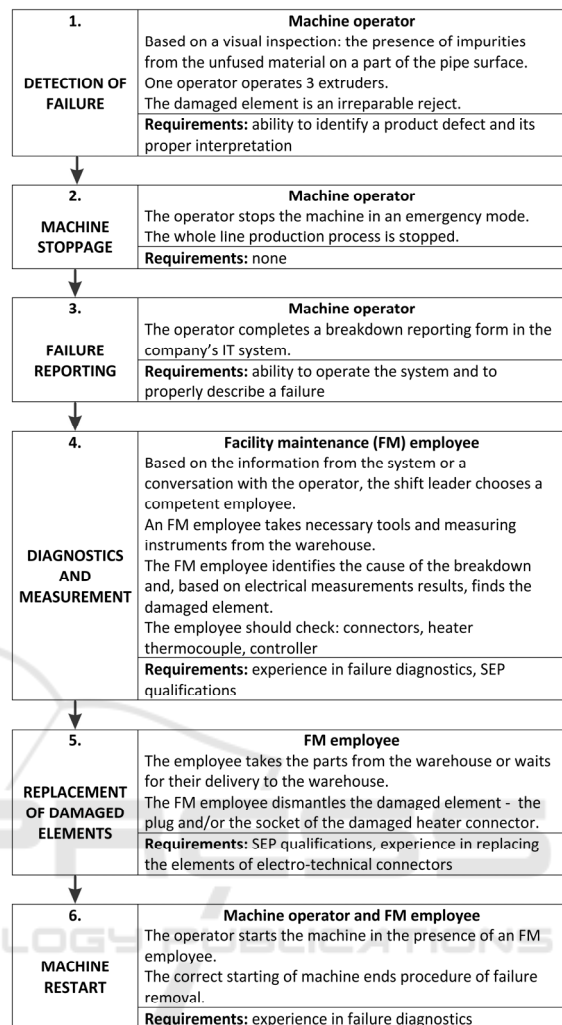 1.
DETECTION OF
FAILURE
Machine operator
Based on a visual inspection: the presence of impurities
from the unfused material on a part of the pipe surface.
One operator operates 3 extruders.
The damaged element is an irreparable reject.
Requirements: ability to identify a product defect and its
proper interpretation
2.
MACHINE
STOPPAGE
Machine operator
The operator stops the machine in an emergency mode.
The whole line production process is stopped.
Requirements: none
3.
FAILURE
REPORTING
Machine operator
The operator completes a breakdown reporting form in the
company's IT system.
Requirements: ability to operate the system and to
properly describe a failure
4.
DIAGNOSTICS
AND
MEASUREMENT
Facility maintenance (FM) employee
Based on the information from the system or a
conversation with the operator, the shift leader chooses a
competent employee.
An FM employee takes necessary tools and measuring
instruments from the warehouse.
The FM employee identifies the cause of the breakdown
and, based on electrical measurements results, finds the
damaged element.
The employee should check: connectors, heater
thermocouple, controller
Requirements: experience in failure diagnostics, SEP
qualifications
5.
REPLACEMENT
OF DAMAGED
ELEMENTS
FM employee
The employee takes the parts from the warehouse or waits
for their delivery to the warehouse.
The FM employee dismantles the damaged element - the
plug and/or the socket of the damaged heater connector.
Requirements: SEP qualifications, experience in replacing
the elements of electro-technical connectors
6.
MACHINE
RESTART
Machine operator and FM employee
The operator starts the machine in the presence of an FM
employee.
The correct starting of machine ends procedure of failure
removal.
Requirements: experience in failure diagnostics